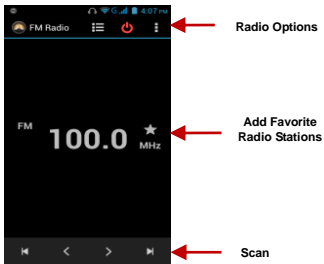 4:07 PM
FM Radio
Radio Options
FM
100.0
MHz
Add Favorite
Radio Stations
Scan